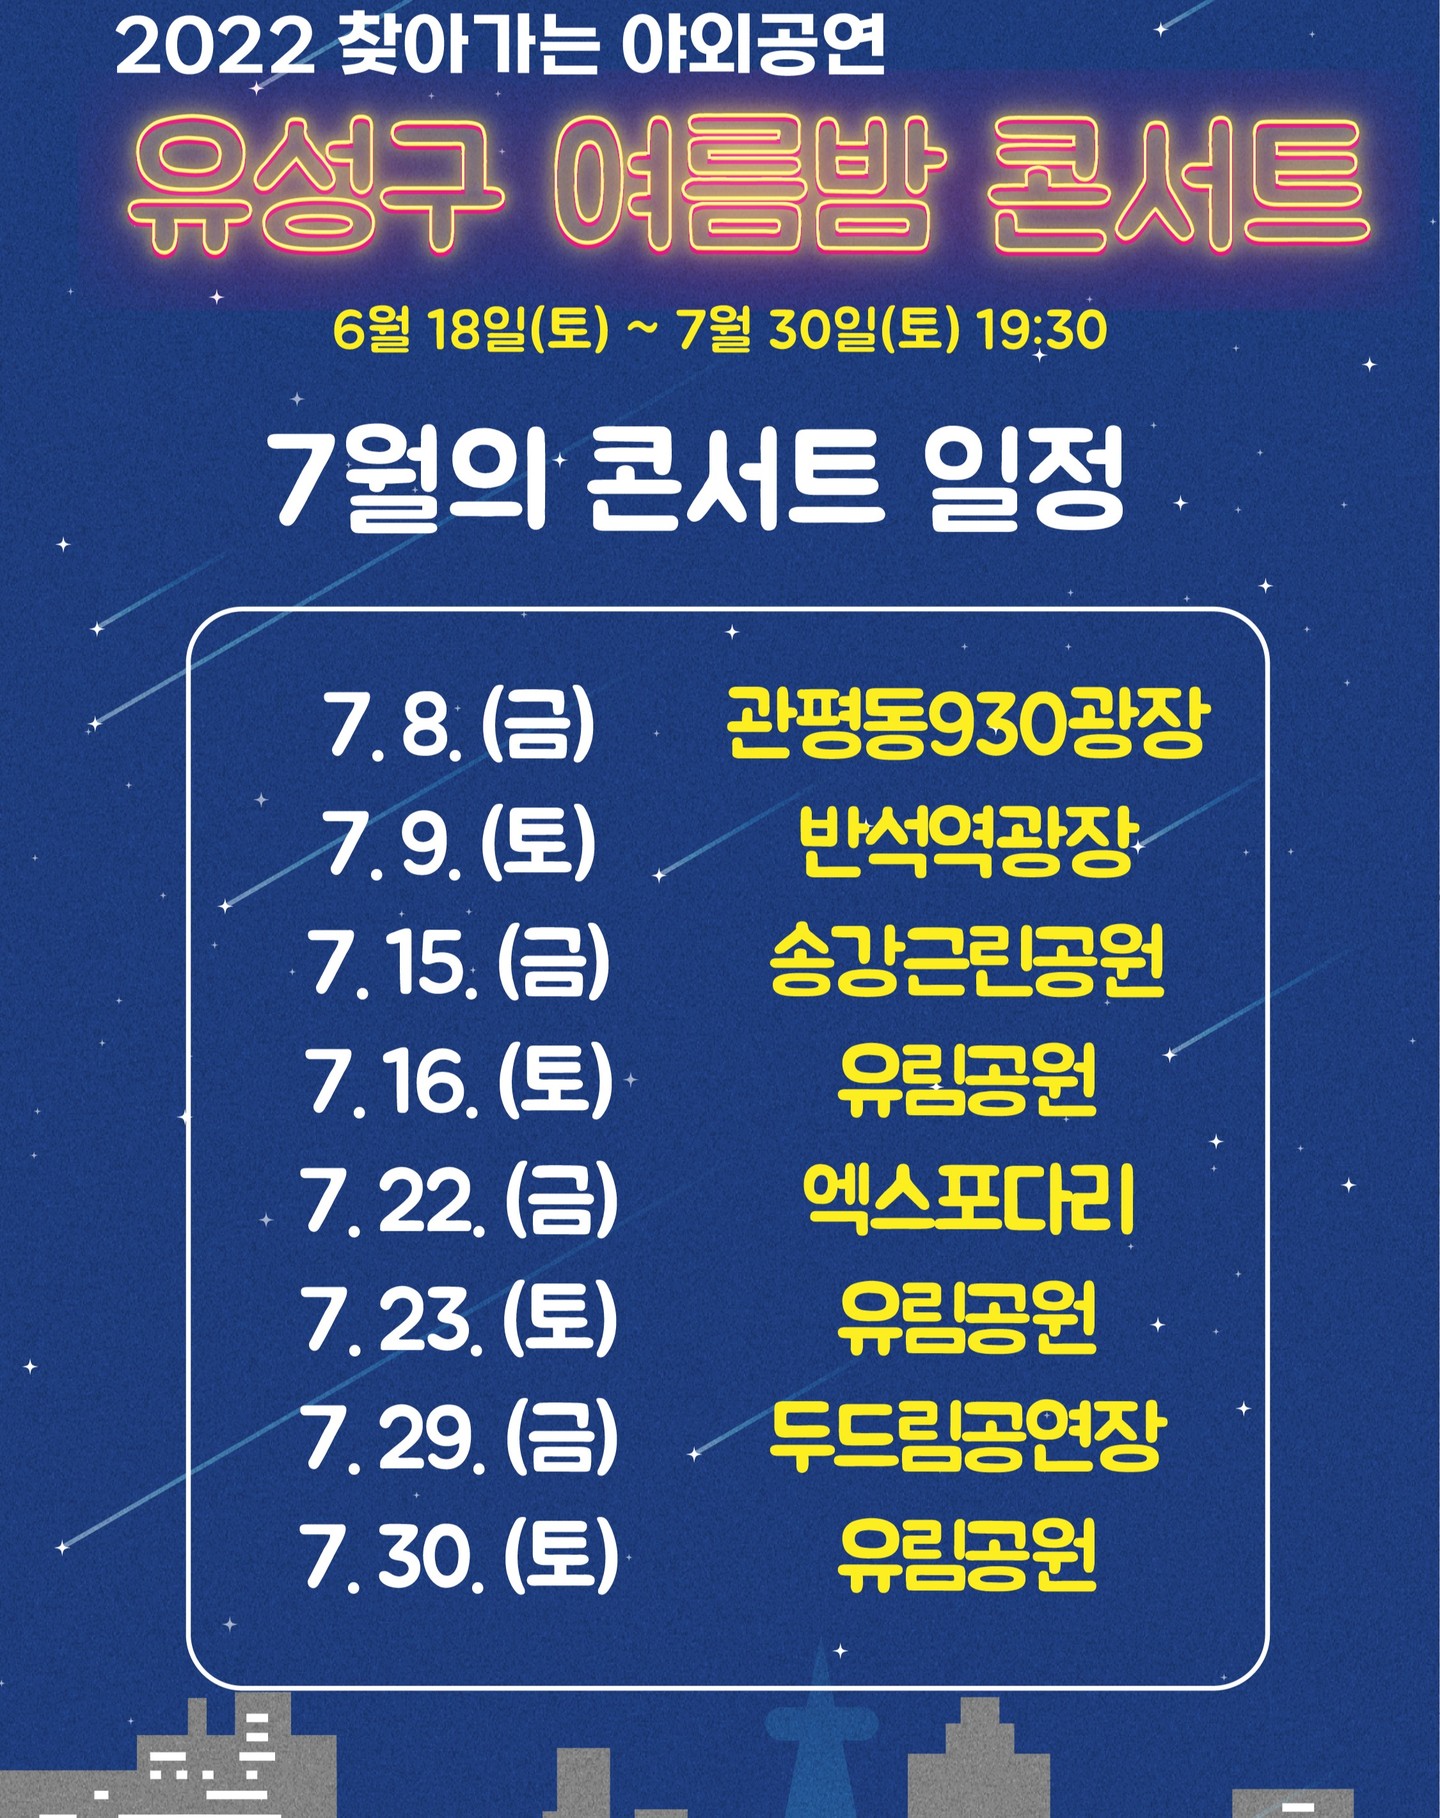 2022 찾아가는 야외공연
유성구 여름밤 콘서트
6월 18일(토) ~ 7월 30일(토) 19:30
7월의 콘서트 일정
7. 8. (금) 관평동930광장
7. 9. (토) 반석역광장
7. 15. (금) 송강근린공원
7. 16. (토) 유림공원
7. 22. (금) 엑스포다리
7. 23. (토) 유림공원
7. 29. (금) 두드림공연장
7. 30. (토) 유림공원